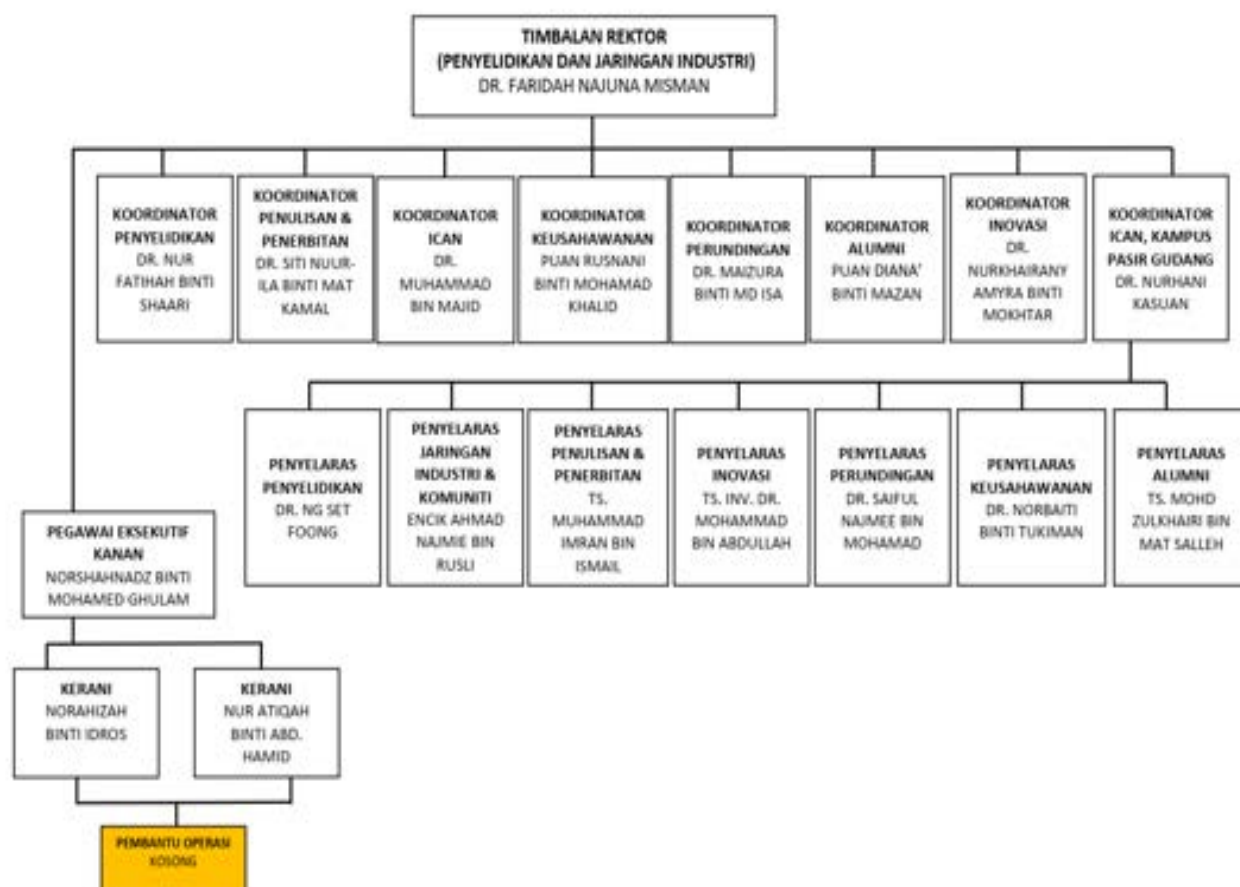 TIMBALAN REKTOR
(PENYELIDIKAN DAN JARINGAN INDUSTRI)
DR. FARIDAH NAJUNA MISMAN
KOORDINATOR
PENYELIDIKAN
DR. NUR
FATIHAH BINTI
SHAARI
KOORDINATOR
PENULISAN &
PENERBITAN
DR. SITI NUUR-
ILA BINTI MAT
KAMAL
KOORDINATOR
ICAN
DR.
MUHAMMAD
BIN MAJID
KOORDINATOR
KEUSAHAWANAN
PUAN RUSNANI
BINTI MOHAMAD
KHALID
KOORDINATOR
PERUNDINGAN
DR. MAIZURA
BINTI MD ISA
KOORDINATOR
ALUMNI
PUAN DIANA'
BINTI MAZAN
KOORDINATOR
INOVASI
DR.
NURKHAIRANY
AMYRA BINTI
MOKHTAR
KOORDINATOR
ICAN, KAMPUS
PASIR GUDANG
DR. NURHANI
KASUAN
PENYELARAS
PENYELIDIKAN
DR. NG SET
FOONG
PENYELARAS
JARINGAN
INDUSTRI &
KOMUNITI
ENCIK AHMAD
NAJMIE BIN
RUSLI
PENYELARAS
PENULISAN &
PENERBITAN
TS.
MUHAMMAD
IMRAN BIN
ISMAIL
PENYELARAS
INOVASI
TS. INV. DR.
MOHAMMAD
BIN ABDULLAH
PENYELARAS
PERUNDINGAN
DR. SAIFUL
NAJMEE BIN
MOHAMAD
PENYELARAS
KEUSAHAWANAN
DR. NORBAITI
BINTI TUKIMAN
PENYELARAS
ALUMNI
TS. MOHD
ZULKHAIRI BIN
MAT SALLEH
PEGAWAI EKSEKUTIF
KANAN
NORSHAHNADZ BINTI
MOHAMED GHULAM
KERANI
NORAHIZAH
BINTI IDROS
KERANI
NUR ATIQAH
BINTI ABD.
HAMID
PEMBANTU OPERASI
KOSONG